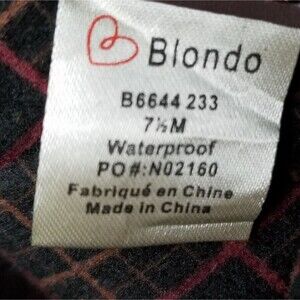 Blondo
B6644 233
7½M
Waterproof
PO#:N02160
Fabriqué en Chine
Made in China